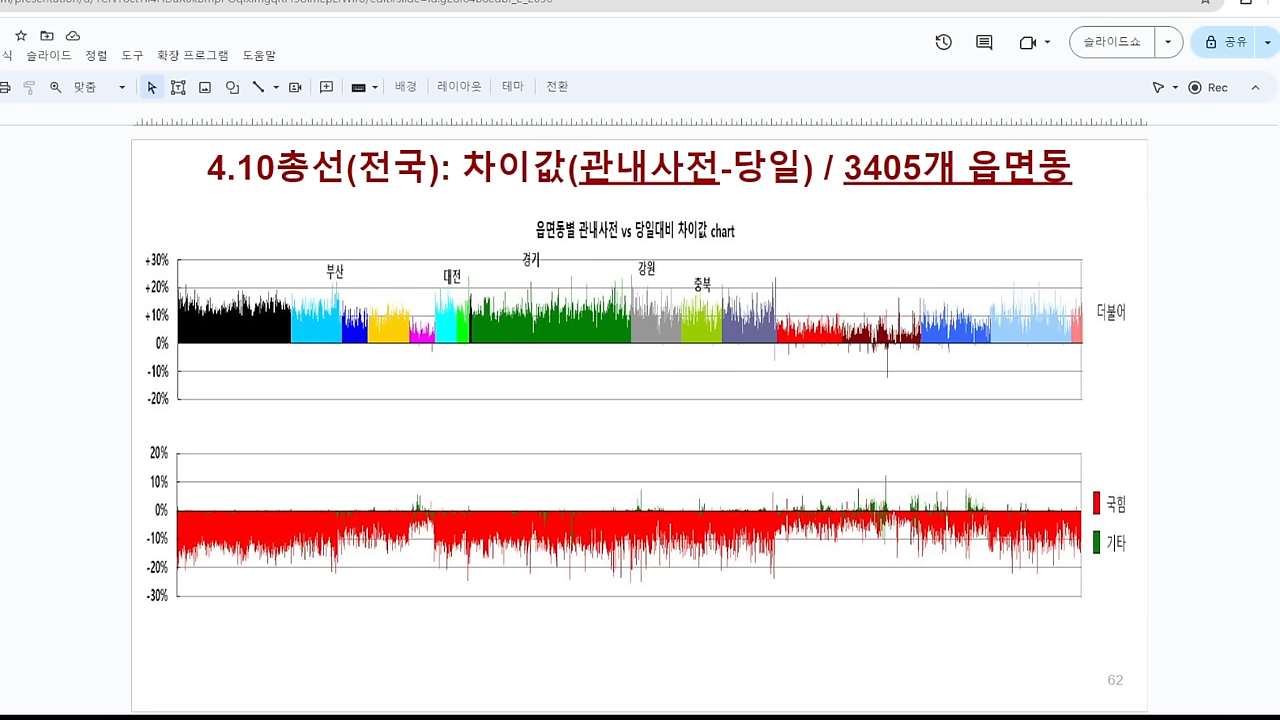 식 슬라이드 정렬 도구 확장 프로그램 도움말
슬라이드쇼
공유
맞춤
배경 레이아웃 테마 전환
Rec
4.10총선(전국): 차이값(관내사전-당일) / 3405개 읍면동
읍면동별 관내사전 vs 당일대비 차이값 chart
+30%
+20%
+10%
0%
-10%
-20%
부산
대전
경기
강원
충북
더불어
20%
10%
0%
-10%
-20%
-30%
국힘
기타
62